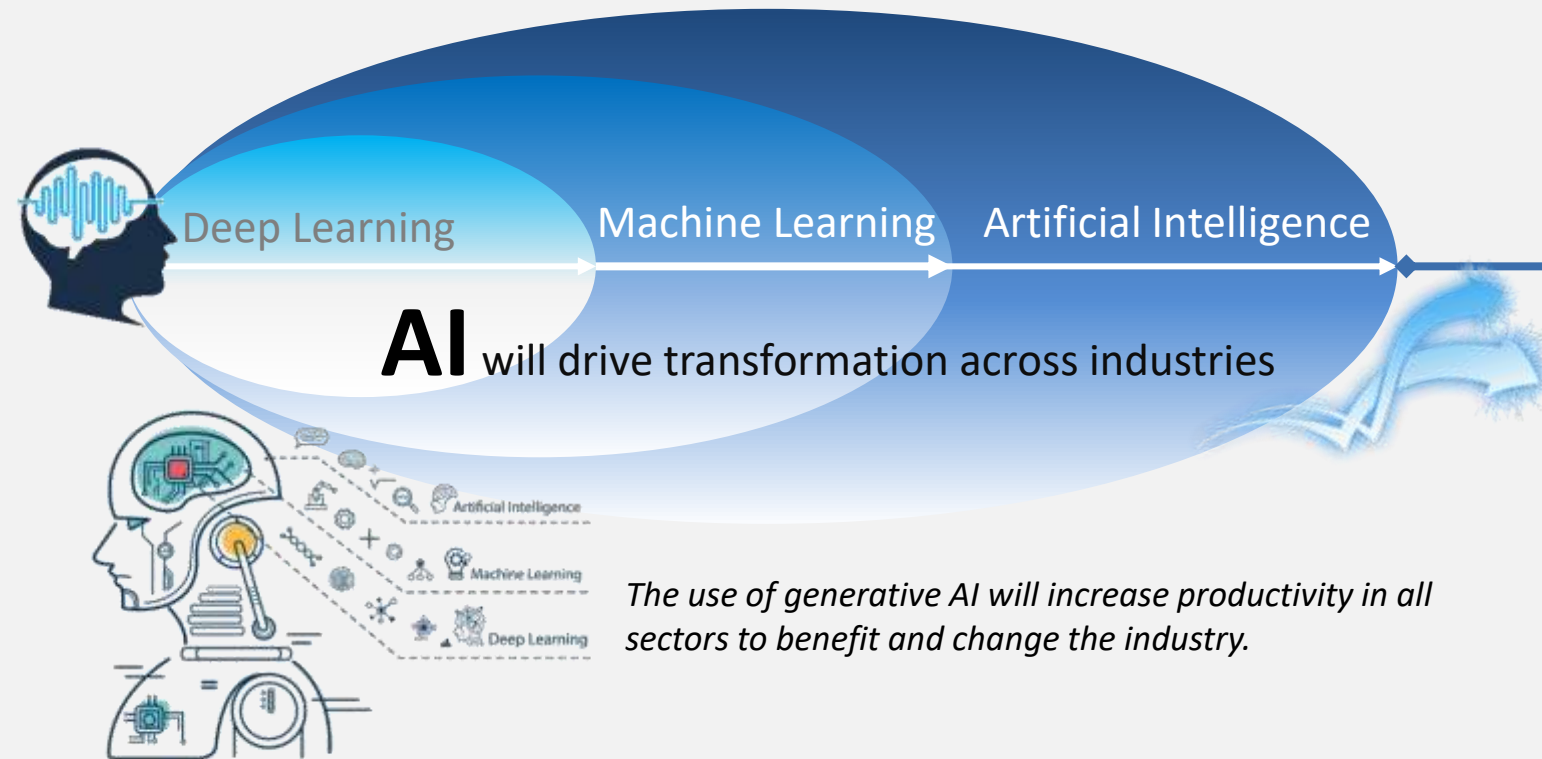 Deep Learning
Machine Learning
Artificial Intelligence
AI will drive transformation across industries
Artificial Intelligence
Machine Learning
Deep Learning
The use of generative AI will increase productivity in all
sectors to benefit and change the industry.